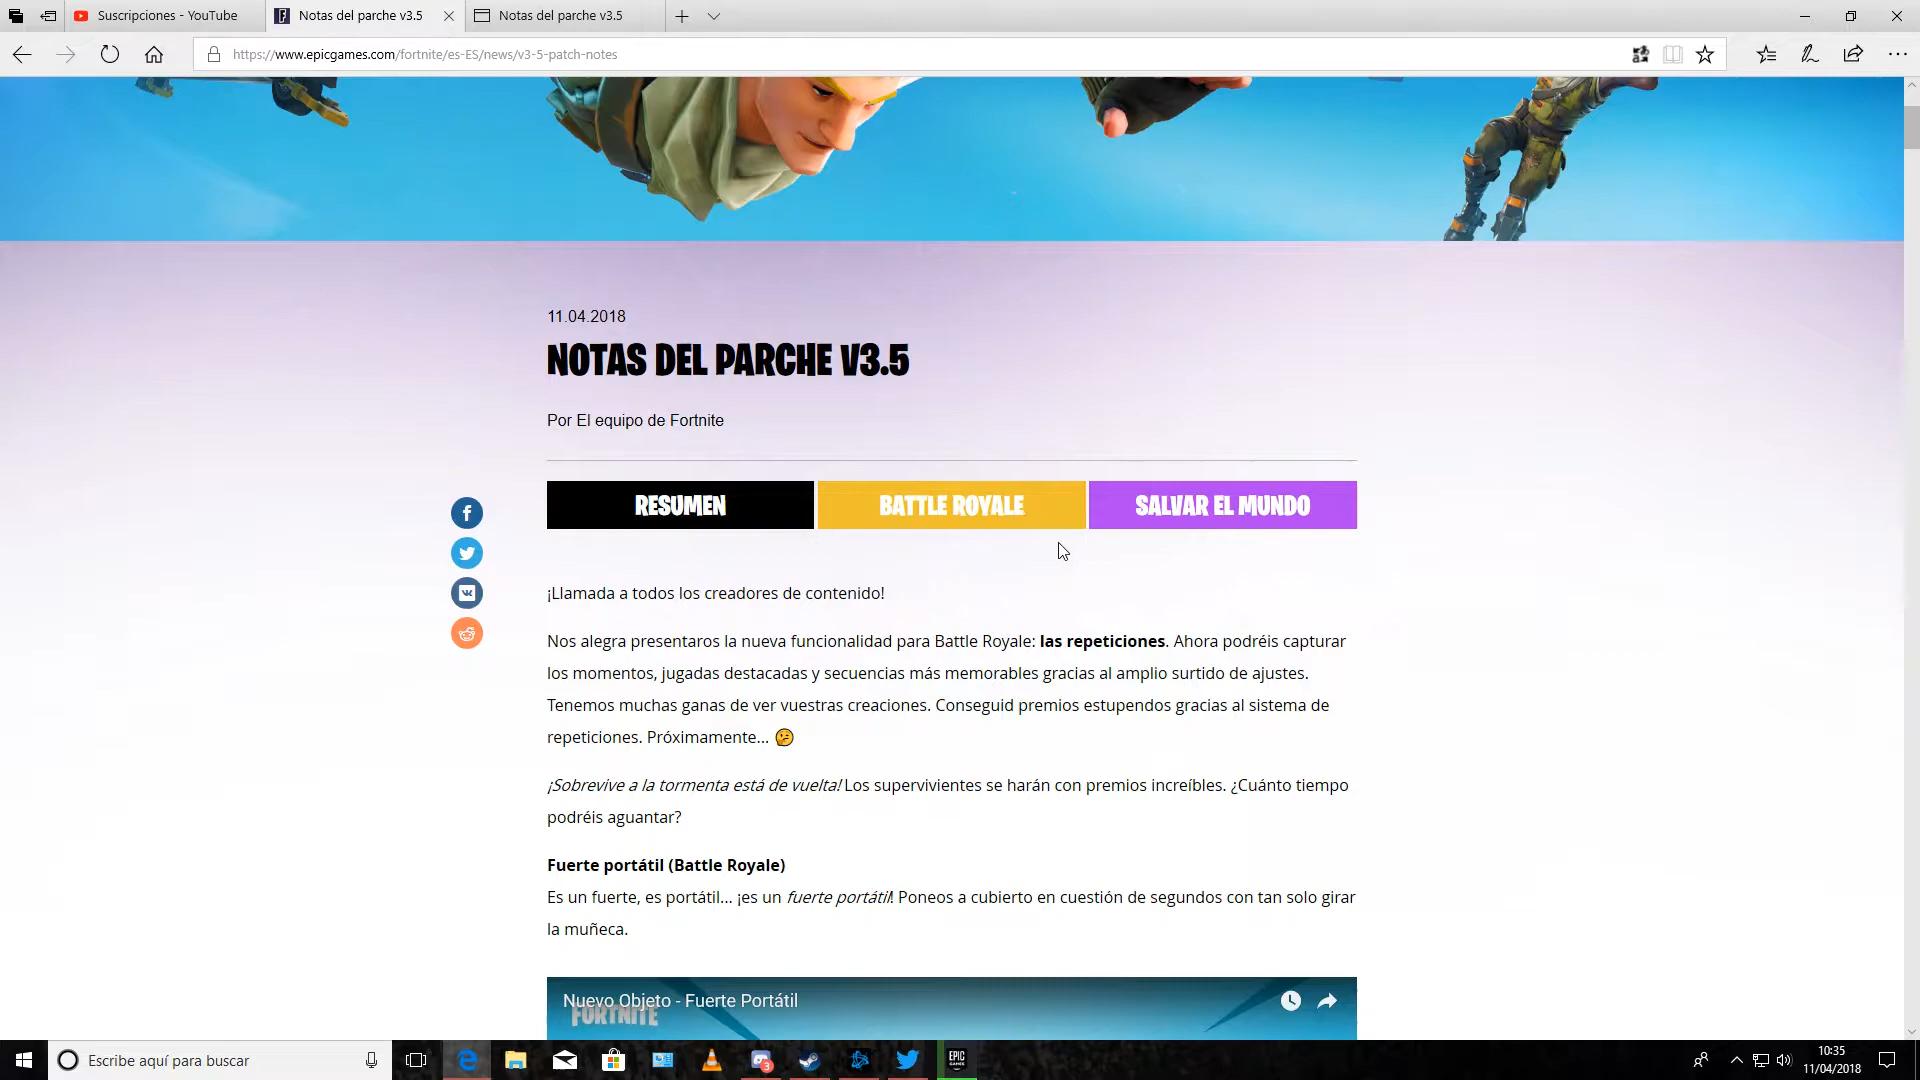 Suscripciones - YouTube
Notas del parche v3.5
Notas del parche v3.5
https://www.epicgames.com/fortnite/es-ES/news/v3-5-patch-notes
11.04.2018
NOTAS DEL PARCHE V3.5
Por El equipo de Fortnite
RESUMEN
BATTLE ROYALE
SALVAR EL MUNDO
¡Llamada a todos los creadores de contenido!
Nos alegra presentaros la nueva funcionalidad para Battle Royale: las repeticiones. Ahora podréis capturar
los momentos, jugadas destacadas y secuencias más memorables gracias al amplio surtido de ajustes.
Tenemos muchas ganas de ver vuestras creaciones. Conseguid premios estupendos gracias al sistema de
repeticiones. Próximamente... 🤔
¡Sobrevive a la tormenta está de vuelta! Los supervivientes se harán con premios increíbles. ¿Cuánto tiempo
podréis aguantar?
Fuerte portátil (Battle Royale)
Es un fuerte, es portátil... ¡es un fuerte portátil! Poneos a cubierto en cuestión de segundos con tan solo girar
la muñeca.
Nuevo Objeto - Fuerte Portátil
FORTNITE
Escribe aquí para buscar
3
EPIC
GAMES
10:35
11/04/2018